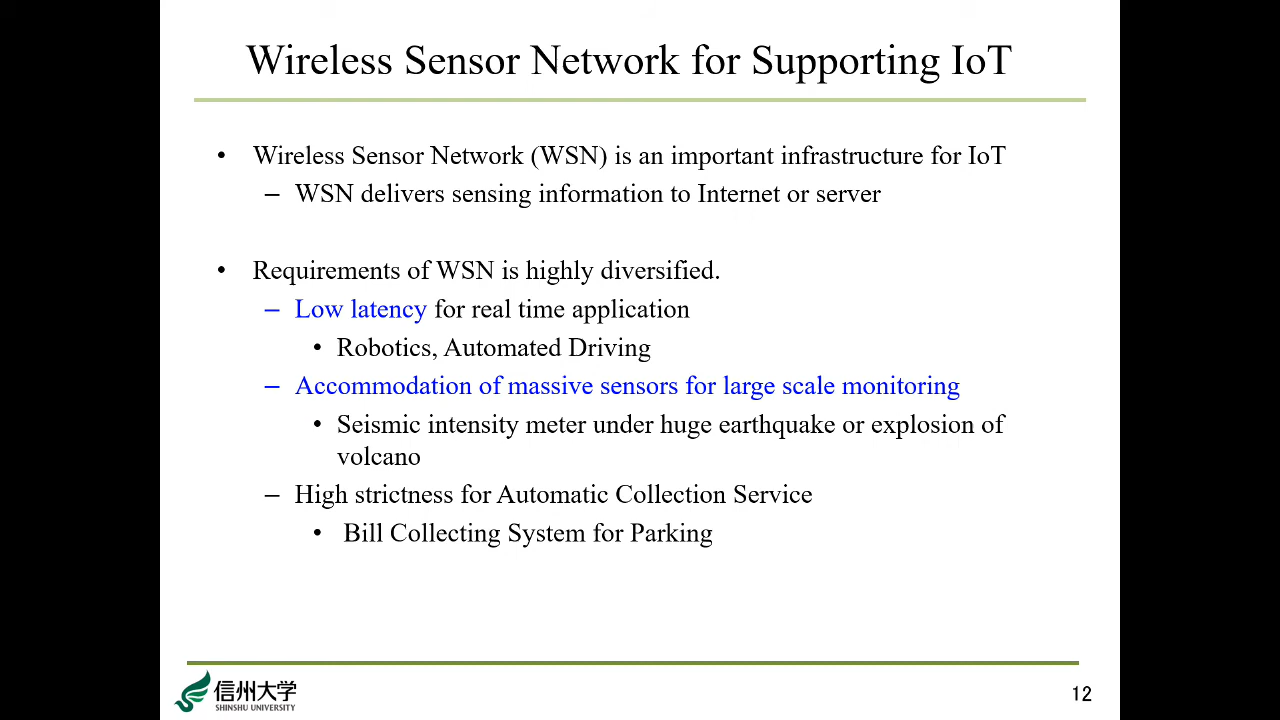 Wireless Sensor Network for Supporting IoT
• Wireless Sensor Network (WSN) is an important infrastructure for IoT
– WSN delivers sensing information to Internet or server
• Requirements of WSN is highly diversified.
– Low latency for real time application
• Robotics, Automated Driving
– Accommodation of massive sensors for large scale monitoring
• Seismic intensity meter under huge earthquake or explosion of
volcano
– High strictness for Automatic Collection Service
• Bill Collecting System for Parking
信州大学
SHINSHU UNIVERSITY
12